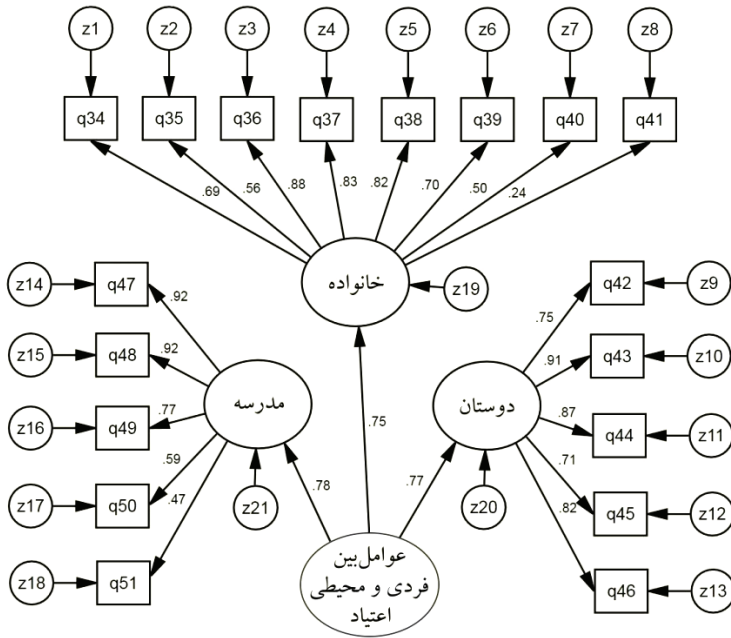 z1 z2 z3 z4 z5 z6 z7 z8
q34 q35 q36 q37 q38 q39 q40 q41
.69 .56 .88 .83 .82 .70 .50 .24
خانواده
z19
z14 q47 .92
z15 q48 .92
z16 q49 .77
z17 q50 .59
z18 q51 .47
مدرسه
z21
.78
.75
.77
دوستان
z20
.75 q42 z9
.91 q43 z10
.87 q44 z11
.71 q45 z12
.82 q46 z13
عوامل‌بین
فردی و محیطی
اعتیاد